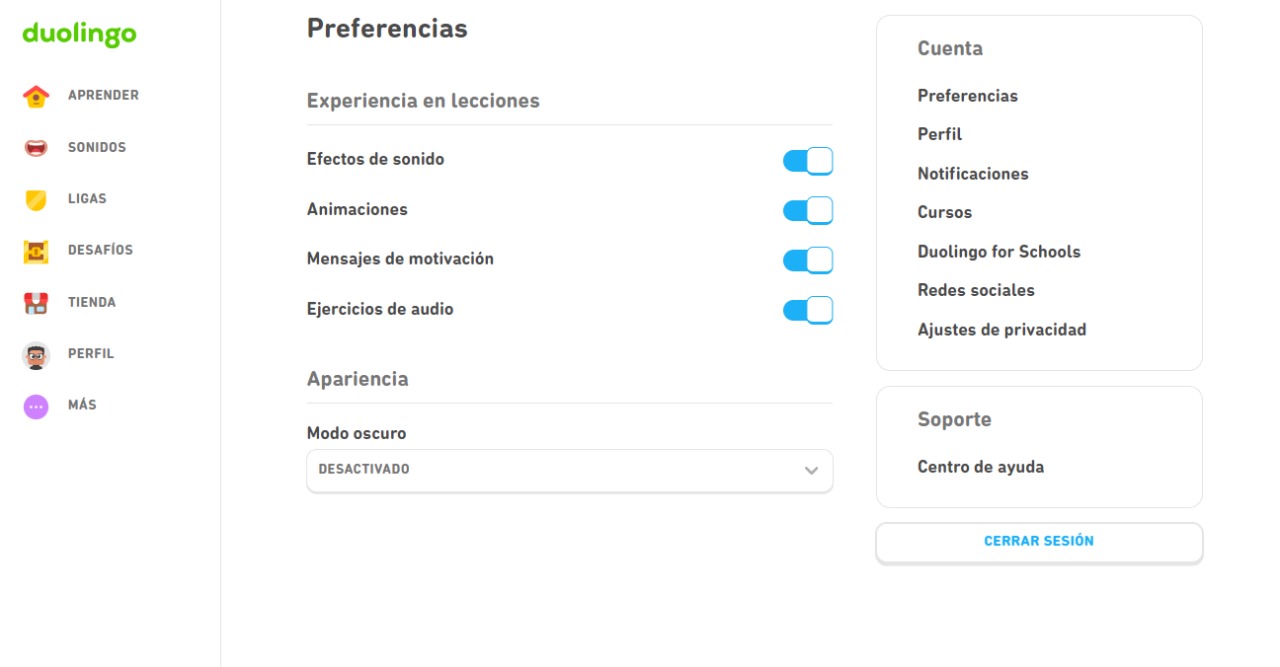 duolingo
APRENDER
SONIDOS
LIGAS
DESAFÍOS
TIENDA
PERFIL
MÁS
Preferencias
Experiencia en lecciones
Efectos de sonido
Animaciones
Mensajes de motivación
Ejercicios de audio
Apariencia
Modo oscuro
DESACTIVADO
Cuenta
Preferencias
Perfil
Notificaciones
Cursos
Duolingo for Schools
Redes sociales
Ajustes de privacidad
Soporte
Centro de ayuda
CERRAR SESIÓN